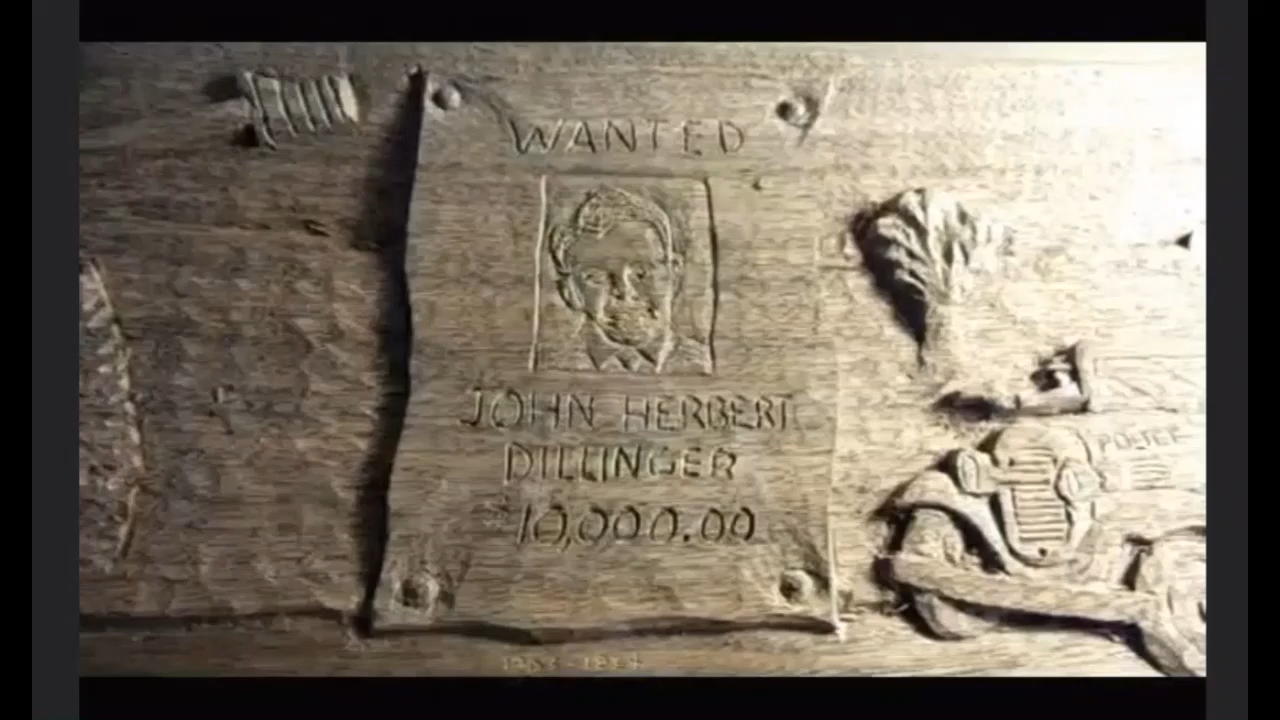 WANTED
JOHN HERBERT
DILLINGER
$10,000.00
POLICE